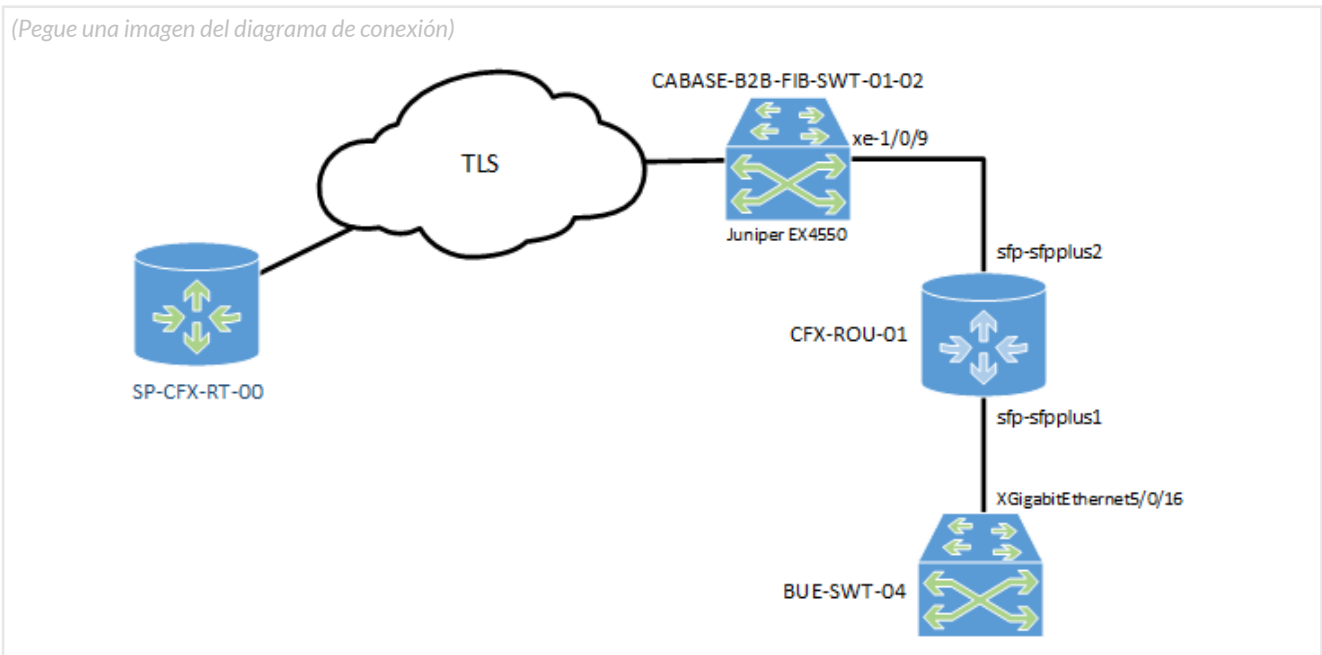 (Pegue una imagen del diagrama de conexión)
CABASE-B2B-FIB-SWT-01-02
xe-1/0/9
TLS
Juniper EX4550
sfp-sfpplus2
CFX-ROU-01
SP-CFX-RT-00
sfp-sfpplus1
XGigabitEthernet5/0/16
BUE-SWT-04